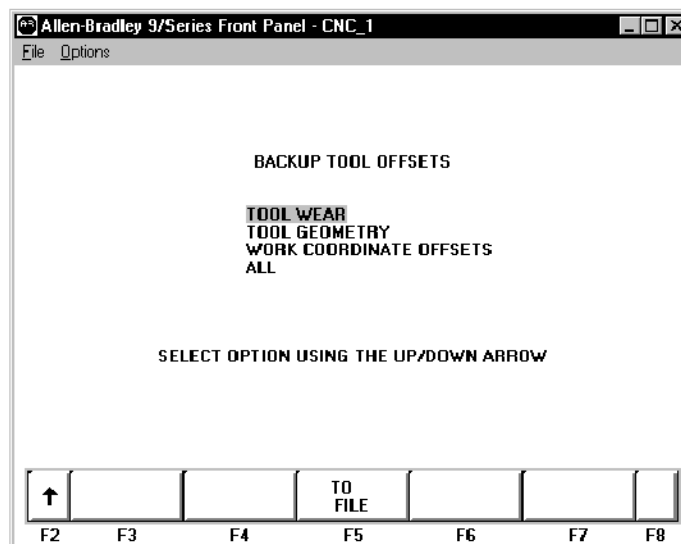 Allen-Bradley 9/Series Front Panel - CNC_1
File Options
BACKUP TOOL OFFSETS
TOOL WEAR
TOOL GEOMETRY
WORK COORDINATE OFFSETS
ALL
SELECT OPTION USING THE UP/DOWN ARROW
TO
FILE
F2 F3 F4 F5 F6 F7 F8